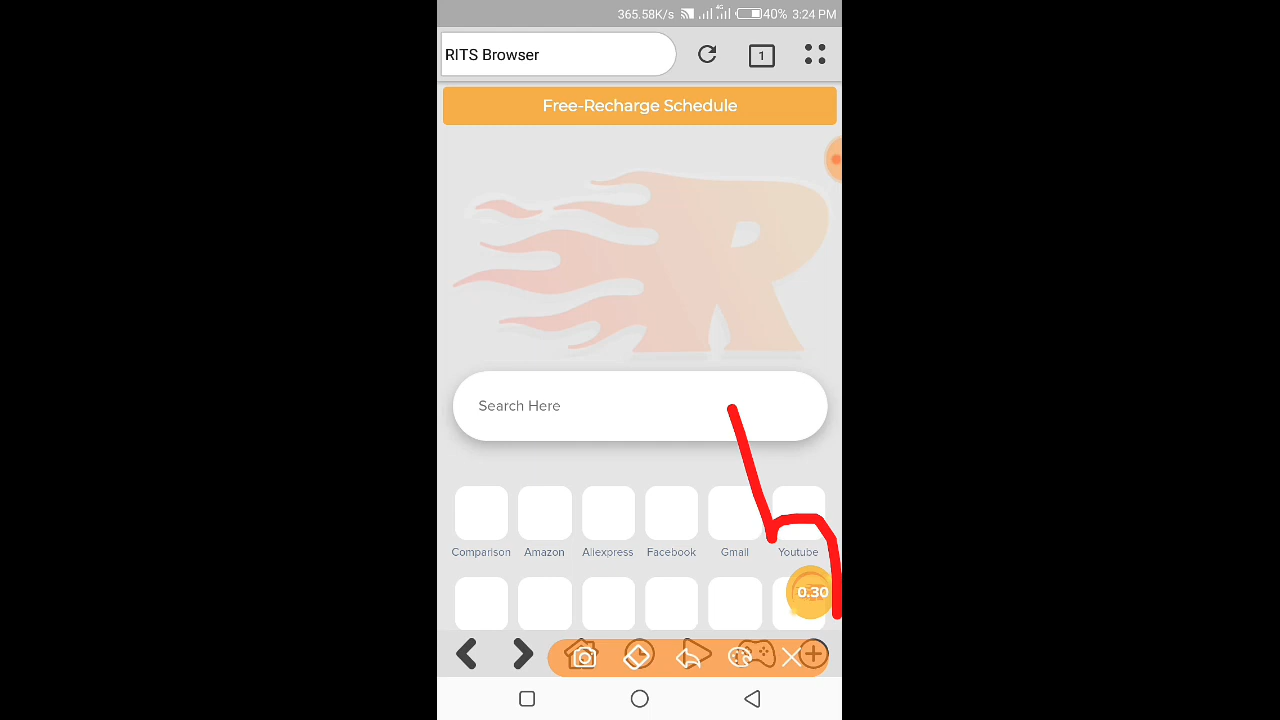 365.58K/s 4G 40% 3:24 PM
RITS Browser 1
Free-Recharge Schedule
R
Search Here
Comparison Amazon Aliexpress Facebook Gmail Youtube
0.30